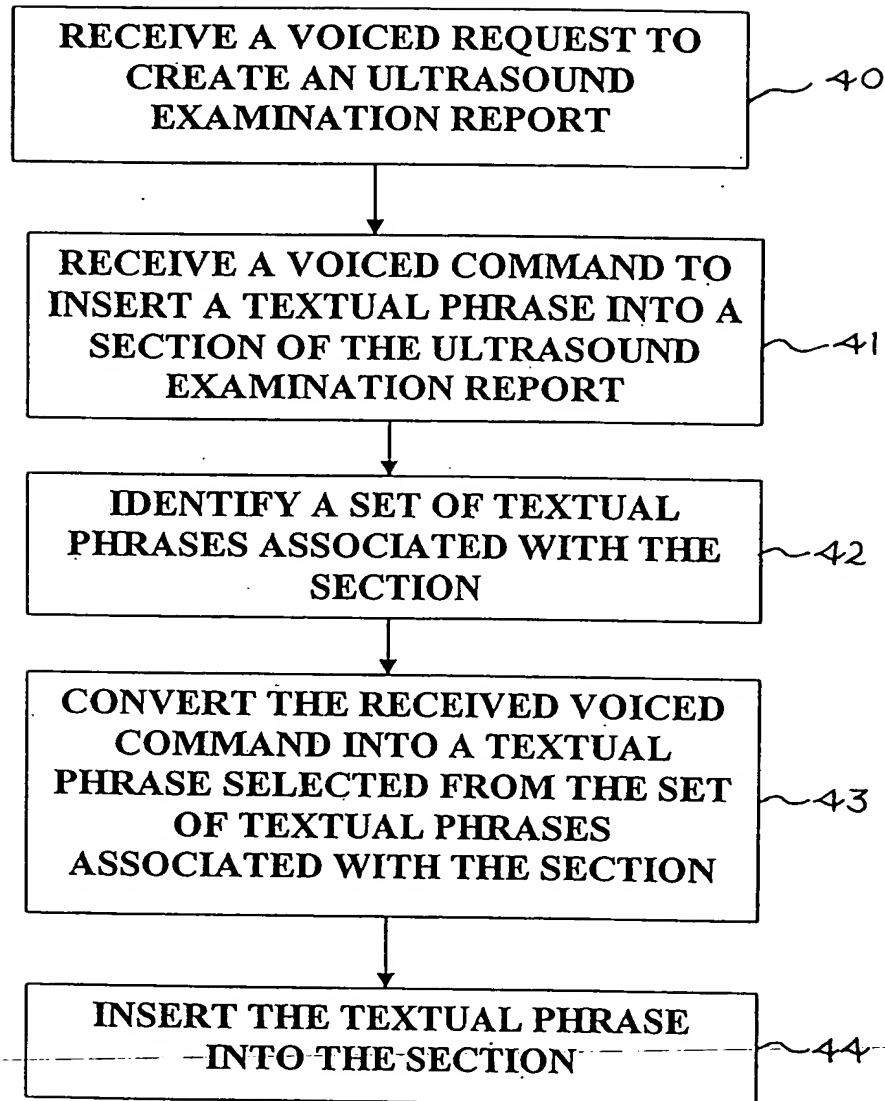 RECEIVE A VOICED REQUEST TO
CREATE AN ULTRASOUND
EXAMINATION REPORT
40
RECEIVE A VOICED COMMAND TO
INSERT A TEXTUAL PHRASE INTO A
SECTION OF THE ULTRASOUND
EXAMINATION REPORT
41
IDENTIFY A SET OF TEXTUAL
PHRASES ASSOCIATED WITH THE
SECTION
42
CONVERT THE RECEIVED VOICED
COMMAND INTO A TEXTUAL
PHRASE SELECTED FROM THE SET
OF TEXTUAL PHRASES
ASSOCIATED WITH THE SECTION
43
INSERT THE TEXTUAL PHRASE
INTO THE SECTION
44